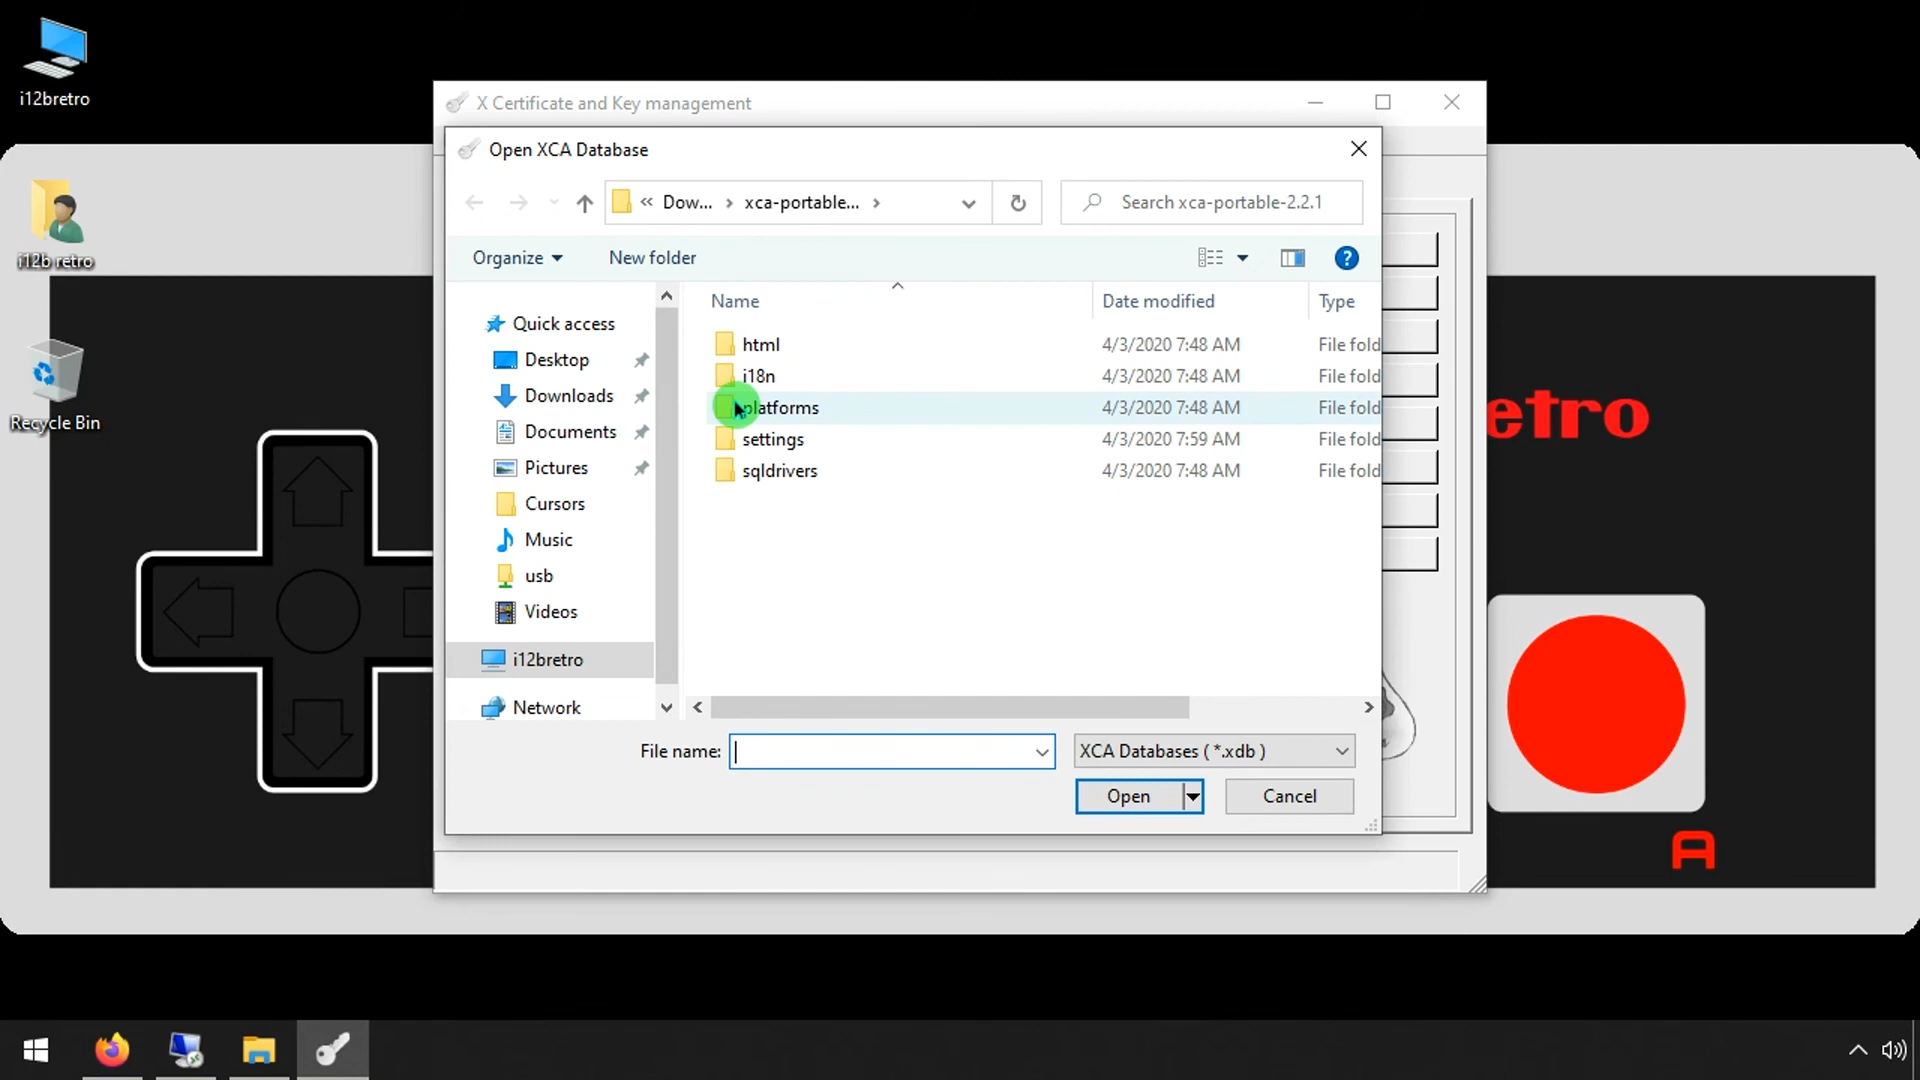 i12bretro
i12b retro
Recycle Bin
X Certificate and Key management
Open XCA Database
« Dow... › xca-portable... ›
Search xca-portable-2.2.1
Organize
New folder
?
Name
Date modified
Type
Quick access
Desktop
Downloads
Documents
Pictures
Cursors
Music
usb
Videos
i12bretro
Network
html 4/3/2020 7:48 AM File fold
i18n 4/3/2020 7:48 AM File fold
platforms 4/3/2020 7:48 AM File fold
settings 4/3/2020 7:59 AM File fold
sqldrivers 4/3/2020 7:48 AM File fold
File name:
XCA Databases ( *.xdb )
Open
Cancel
etro
A